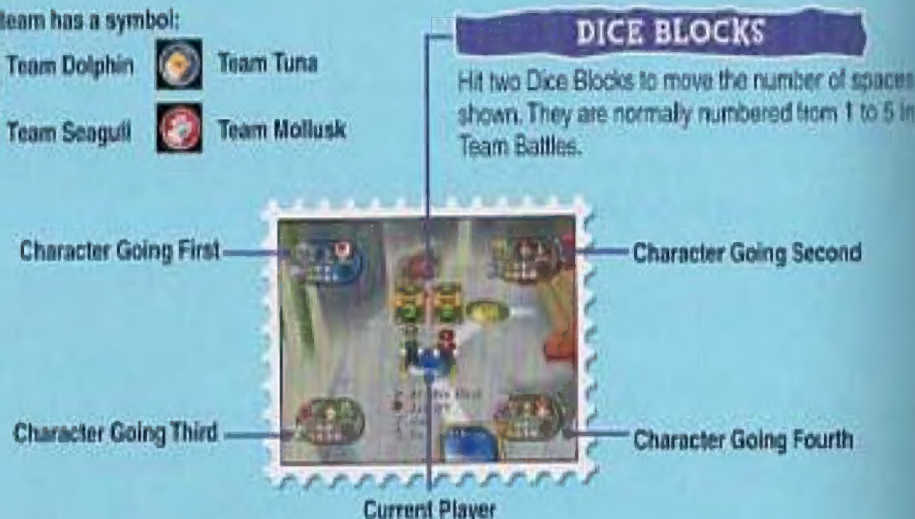 team has a symbol:
Team Dolphin
Team Tuna
Team Seagull
Team Mollusk
DICE BLOCKS
Hit two Dice Blocks to move the number of spaces
shown. They are normally numbered from 1 to 5 in
Team Battles.
Character Going First
Character Going Second
Character Going Third
Character Going Fourth
Current Player